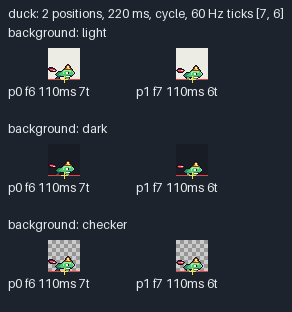 duck: 2 positions, 220 ms, cycle, 60 Hz ticks [7, 6]
background: light
p0 f6 110ms 7t
p1 f7 110ms 6t
background: dark
p0 f6 110ms 7t
p1 f7 110ms 6t
background: checker
p0 f6 110ms 7t
p1 f7 110ms 6t